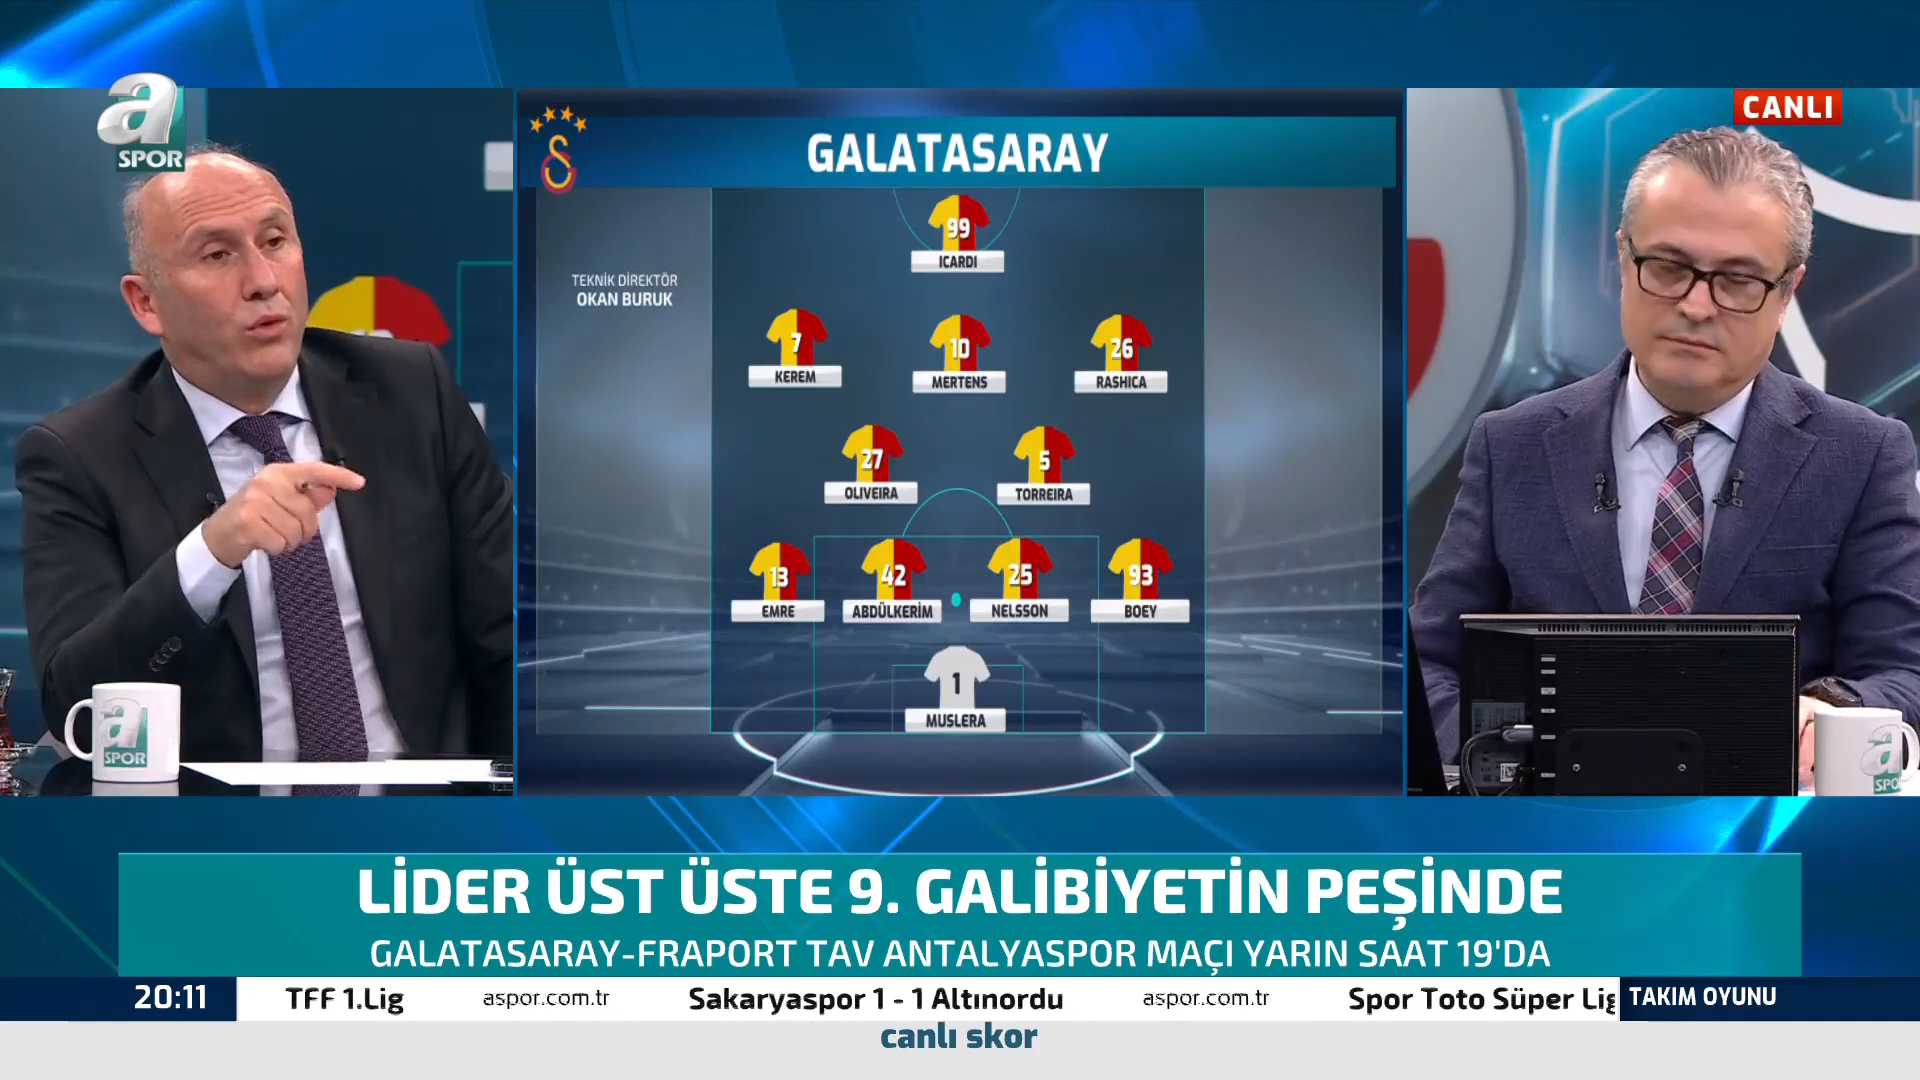 a
SPOR
CANLI
GALATASARAY
99
ICARDI
TEKNİK DİREKTÖR
OKAN BURUK
7
KEREM
10
MERTENS
26
RASHICA
27
OLIVEIRA
5
TORREIRA
13
EMRE
42
ABDÜLKERİM
25
NELSSON
93
BOEY
1
MUSLERA
a
SPOR
a
SPO
LİDER ÜST ÜSTE 9. GALİBİYETİN PEŞİNDE
GALATASARAY-FRAPORT TAV ANTALYASPOR MAÇI YARIN SAAT 19'DA
20:11 TFF 1.Lig aspor.com.tr Sakaryaspor 1 - 1 Altınordu aspor.com.tr Spor Toto Süper Lig TAKIM OYUNU
canlı skor